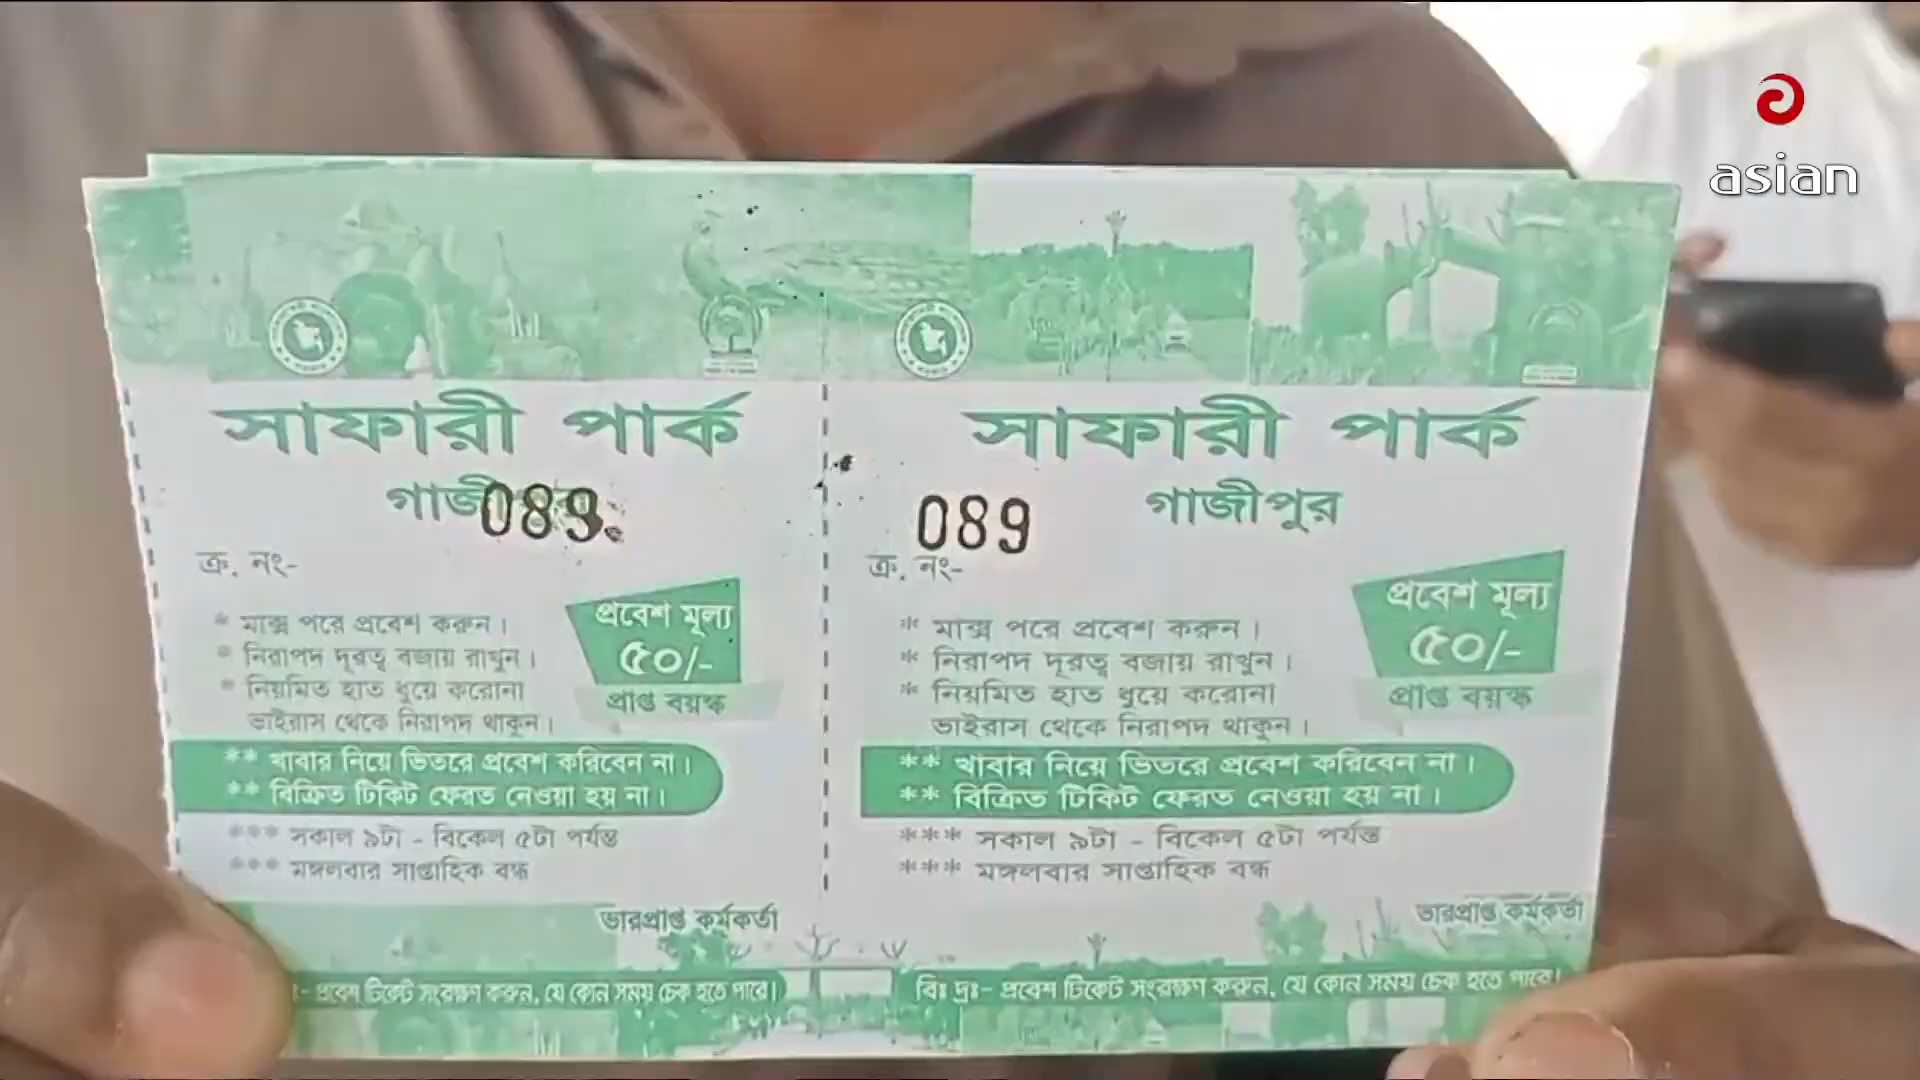 asian
সাফারী পার্ক
গাজী
089
ক্র. নং-
* মাক্স পরে প্রবেশ করুন।
* নিরাপদ দূরত্ব বজায় রাখুন।
* নিয়মিত হাত ধুয়ে করোনা
ভাইরাস থেকে নিরাপদ থাকুন।
প্রবেশ মূল্য
৫০/-
প্রাপ্ত বয়স্ক
** খাবার নিয়ে ভিতরে প্রবেশ করিবেন না।
** বিক্রিত টিকিট ফেরত নেওয়া হয় না।
*** সকাল ৯টা - বিকেল ৫টা পর্যন্ত
*** মঙ্গলবার সাপ্তাহিক বন্ধ
ভারপ্রাপ্ত কর্মকর্তা
ঃ- প্রবেশ টিকেট সংরক্ষণ করুন, যে কোন সময় চেক হতে পারে।
সাফারী পার্ক
গাজীপুর
089
ক্র. নং-
* মাক্স পরে প্রবেশ করুন।
* নিরাপদ দূরত্ব বজায় রাখুন।
* নিয়মিত হাত ধুয়ে করোনা
ভাইরাস থেকে নিরাপদ থাকুন।
প্রবেশ মূল্য
৫০/-
প্রাপ্ত বয়স্ক
** খাবার নিয়ে ভিতরে প্রবেশ করিবেন না।
** বিক্রিত টিকিট ফেরত নেওয়া হয় না।
*** সকাল ৯টা - বিকেল ৫টা পর্যন্ত
*** মঙ্গলবার সাপ্তাহিক বন্ধ
ভারপ্রাপ্ত কর্মকর্তা
বিঃ দ্রঃ- প্রবেশ টিকেট সংরক্ষণ করুন, যে কোন সময় চেক হতে পারে।